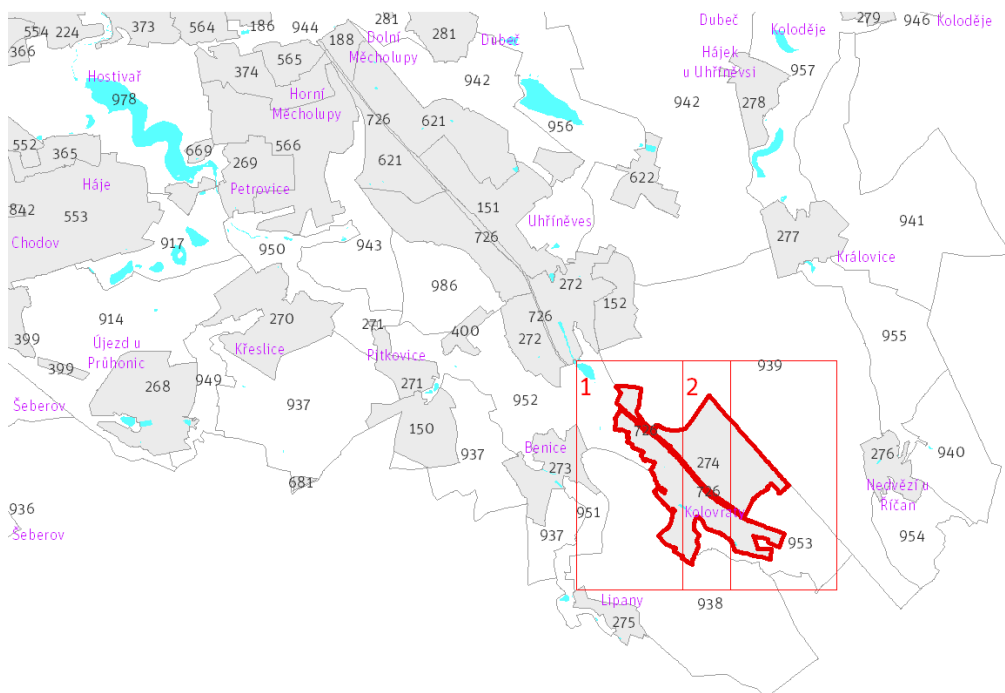 554 224 373 564 186 944 281
366
188 Dolní
Měcholupy
281
Dubeč
Dubeč
Koloděje
279 946 Koloděje
565
374
Hostivař
978
Horní
Měcholupy
942
942
Hájek
u Uhříněvsi
957
278
956
726 621
552
365
669
269
566
621
622
Háje
Petrovice
151
Uhříněves
842 553
Chodov
917
950
943
726
277
941
Královice
986
272
152
914
270
271
400
726
272
955
399
Újezd u
Průhonic
Křeslice
Pitkovice
399
268
949
271
939
Šeberov
937
952
1
2
150
Benice
937
273
274
276
940
681
726
Nedvězí u
Říčan
936
Šeberov
951
937
Kolovraty
953
954
Lipany
938
275